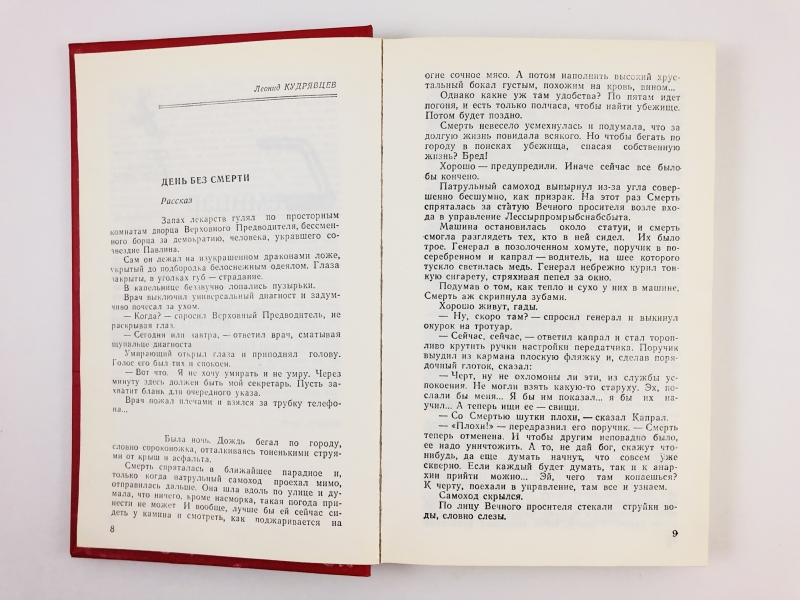 Леонид КУДРЯВЦЕВ
ДЕНЬ БЕЗ СМЕРТИ
Рассказ
Запах лекарств гулял по просторным
комнатам дворца Верховного Предводителя, бессмен-
ного борца за демократию, человека, укравшего со-
звездие Павлина.
Сам он лежал на изукрашенном драконами ложе,
укрытый до подбородка белоснежным одеялом. Глаза
закрыты, в уголках губ — страдание.
В капельнице беззвучно лопались пузырьки.
Врач выключил универсальный диагност и задум-
чиво почесал за ухом.
— Когда? — спросил Верховный Предводитель, не
раскрывая глаз.
— Сегодня или завтра, — ответил врач, сматывая
щупальце диагноста
Умирающий открыл глаза и приподнял голову.
Голос его был тих и спокоен.
— Вот что. Я не хочу умирать и не умру. Через
минуту здесь должен быть мой секретарь. Пусть за-
хватит бланк для очередного указа.
Врач пожал плечами и взялся за трубку телефо-
на...
Была ночь. Дождь бегал по городу,
словно сороконожка, отталкиваясь тоненькими струя-
ми от крыш и асфальта.
Смерть спряталась в ближайшее парадное и,
только когда патрульный самоход проехал мимо,
отправилась дальше. Она шла вдоль по улице и ду-
мала, что ничего, кроме насморка, такая погода при-
нести не может И вообще, лучше бы ей сейчас си-
деть у камина и смотреть, как поджаривается на
8
огне сочное мясо. А потом наполнить высокий хрус-
тальный бокал густым, похожим на кровь, вином...
Однако какие уж там удобства? По пятам идет
погоня, и есть только полчаса, чтобы найти убежище.
Потом будет поздно.
Смерть невесело усмехнулась и подумала, что за
долгую жизнь повидала всякого. Но чтобы бегать по
городу в поисках убежища, спасая собственную
жизнь? Бред!
Хорошо — предупредили. Иначе сейчас все было-
бы кончено.
Патрульный самоход вынырнул из-за угла совер-
шенно бесшумно, как призрак. На этот раз Смерть
спряталась за статую Вечного просителя возле вхо-
да в управление Лессырпромрыбснабсбыта.
Машина остановилась около статуи, и смерть
смогла разглядеть тех, кто в ней сидел. Их было
трое. Генерал в позолоченном хомуте, поручик в по-
серебренном и капрал — водитель, на шее которого
тускло светилась медь. Генерал небрежно курил тон-
кую сигарету, стряхивая пепел за окно.
Подумав о том, как тепло и сухо у них в машине,
Смерть аж скрипнула зубами.
Хорошо живут, гады.
— Ну, скоро там? — спросил генерал и выкинул
окурок на тротуар.
— Сейчас, сейчас, — ответил капрал и стал тороп-
ливо крутить ручки настройки передатчика. Поручик
выудил из кармана плоскую фляжку и, сделав поря-
дочный глоток, сказал:
— Черт, ну не охломоны ли эти, из службы ус-
покоения. Не могли взять какую-то старуху. Эх, по-
слали бы меня... Я бы им показал... я бы их на-
учил... А теперь ищи ее — свищи.
— Со Смертью шутки плохи, — сказал Капрал.
— «Плохи!» — передразнил его поручик. — Смерть
теперь отменена. И чтобы другим неповадно было,
ее надо уничтожить. А то, не дай бог, скажут что-
нибудь, да еще думать начнут, что совсем уже
скверно. Если каждый будет думать, так и к анар-
хии прийти можно... Эй, чего там копаешься?
К черту, поехали в управление, там все и узнаем.
Самоход скрылся.
По лицу Вечного просителя стекали струйки во-
ды, словно слезы.
9